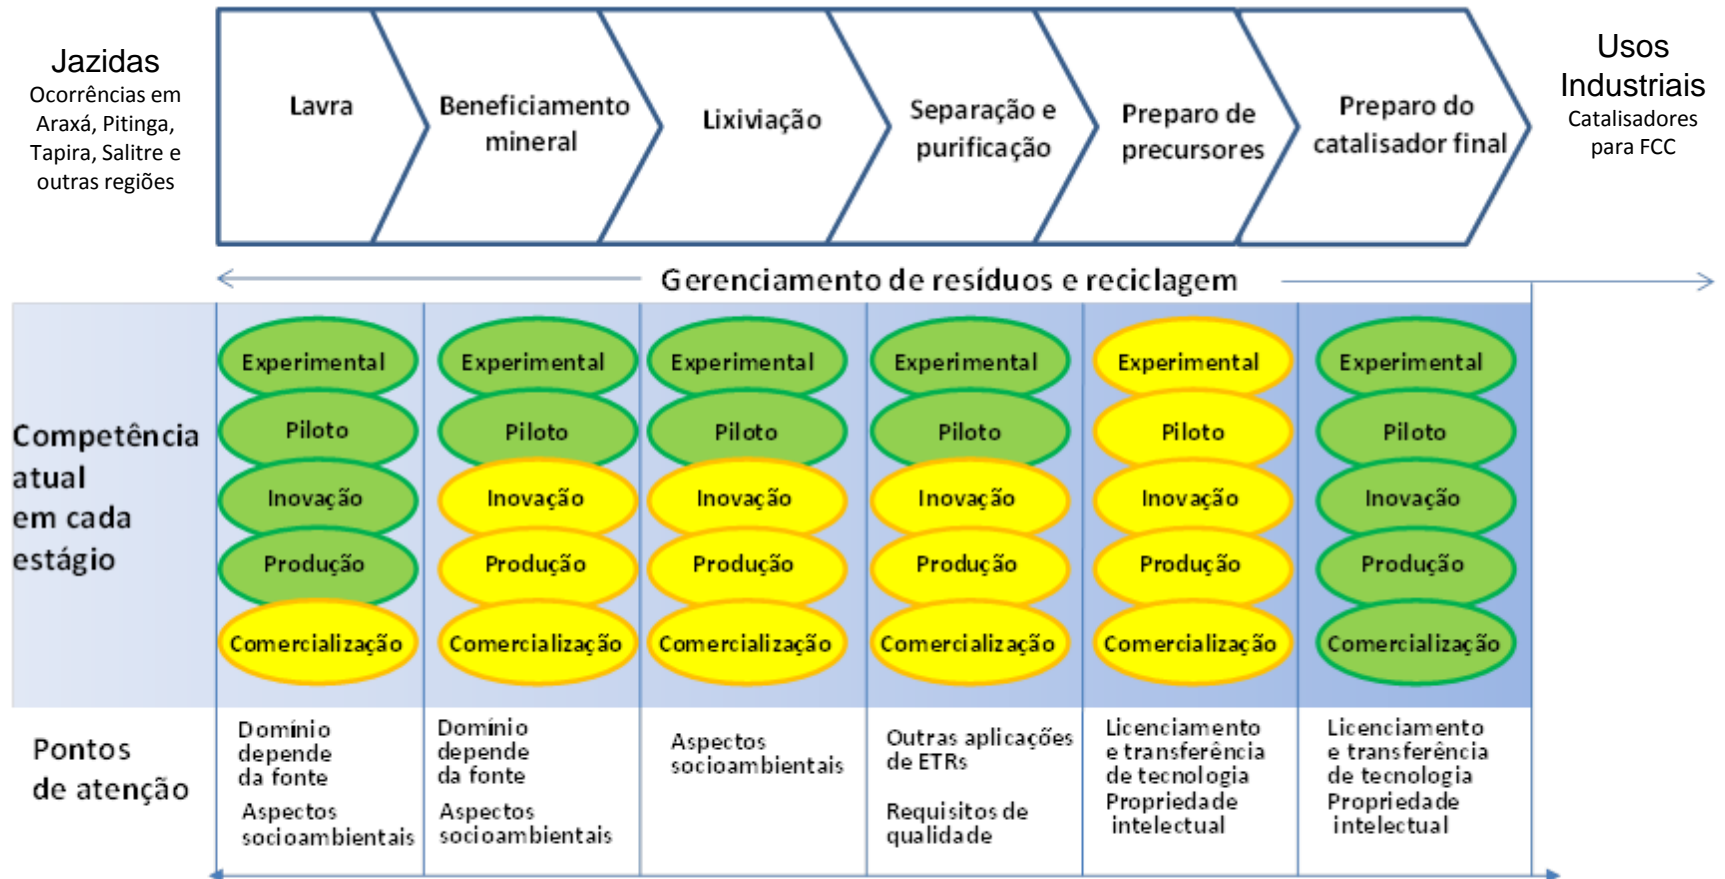 Jazidas
Ocorrências em
Araxá, Pitinga,
Tapira, Salitre e
outras regiões
Lavra
Beneficiamento
mineral
Lixiviação
Separação e
purificação
Preparo de
precursores
Preparo do
catalisador final
Usos
Industriais
Catalisadores
para FCC
Gerenciamento de resíduos e reciclagem
Competência
atual
em cada
estágio
Experimental
Piloto
Inovação
Produção
Comercialização
Experimental
Piloto
Inovação
Produção
Comercialização
Experimental
Piloto
Inovação
Produção
Comercialização
Experimental
Piloto
Inovação
Produção
Comercialização
Experimental
Piloto
Inovação
Produção
Comercialização
Experimental
Piloto
Inovação
Produção
Comercialização
Pontos
de atenção
Domínio
depende
da fonte
Aspectos
socioambientais
Domínio
depende
da fonte
Aspectos
socioambientais
Aspectos
socioambientais
Outras aplicações
de ETRs
Requisitos de
qualidade
Licenciamento
e transferência
de tecnologia
Propriedade
intelectual
Licenciamento
e transferência
de tecnologia
Propriedade
intelectual